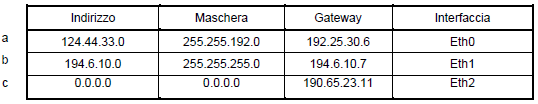 Indirizzo Maschera Gateway Interfaccia
a 124.44.33.0 255.255.192.0 192.25.30.6 Eth0
b 194.6.10.0 255.255.255.0 194.6.10.7 Eth1
c 0.0.0.0 0.0.0.0 190.65.23.11 Eth2